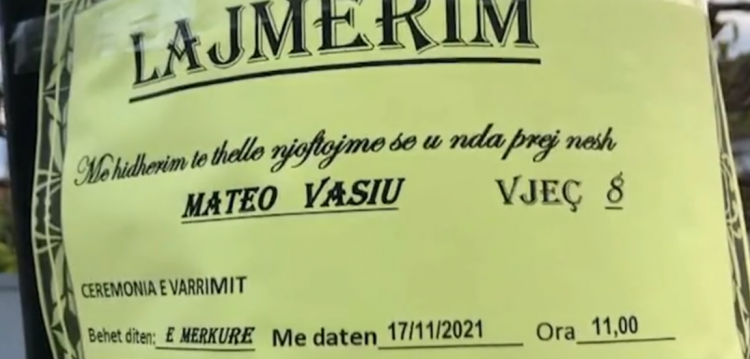 LAJMERIM
Me hidherim te thelle njoftojme se u nda prej nesh
MATEO VASIU VJEÇ 8
CEREMONIA E VARRIMIT
Behet diten: E MERKURE Me daten 17/11/2021 Ora 11,00